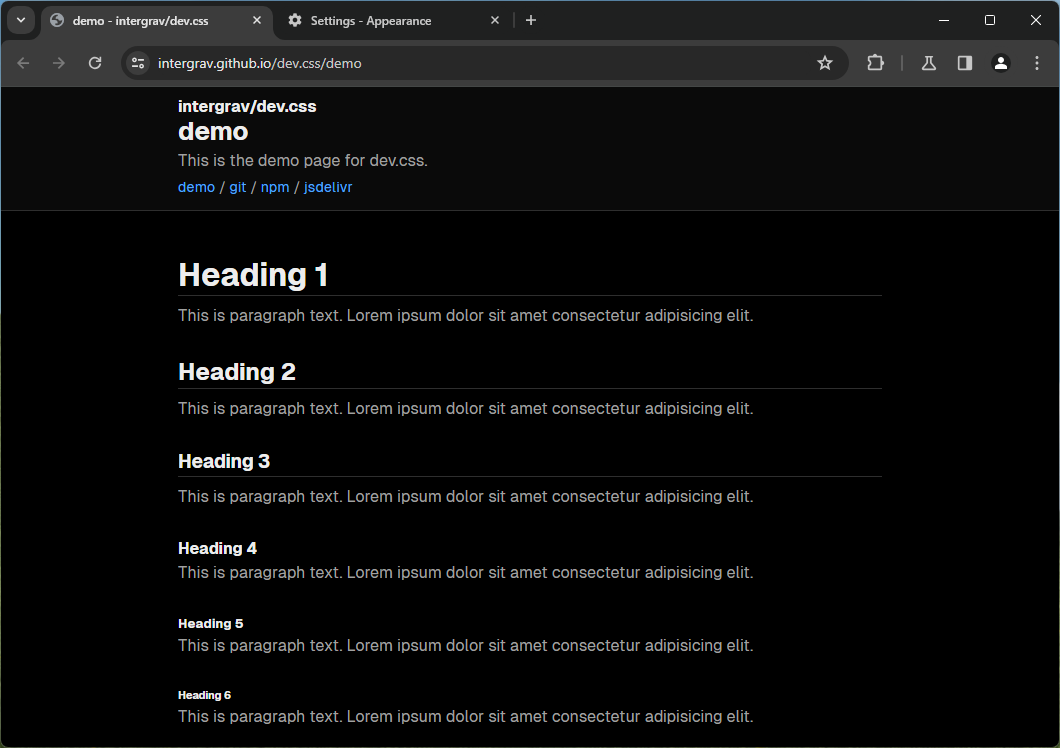 demo - intergrav/dev.css
Settings - Appearance
intergrav.github.io/dev.css/demo
intergrav/dev.css
demo
This is the demo page for dev.css.
demo / git / npm / jsdelivr
Heading 1
This is paragraph text. Lorem ipsum dolor sit amet consectetur adipisicing elit.
Heading 2
This is paragraph text. Lorem ipsum dolor sit amet consectetur adipisicing elit.
Heading 3
This is paragraph text. Lorem ipsum dolor sit amet consectetur adipisicing elit.
Heading 4
This is paragraph text. Lorem ipsum dolor sit amet consectetur adipisicing elit.
Heading 5
This is paragraph text. Lorem ipsum dolor sit amet consectetur adipisicing elit.
Heading 6
This is paragraph text. Lorem ipsum dolor sit amet consectetur adipisicing elit.